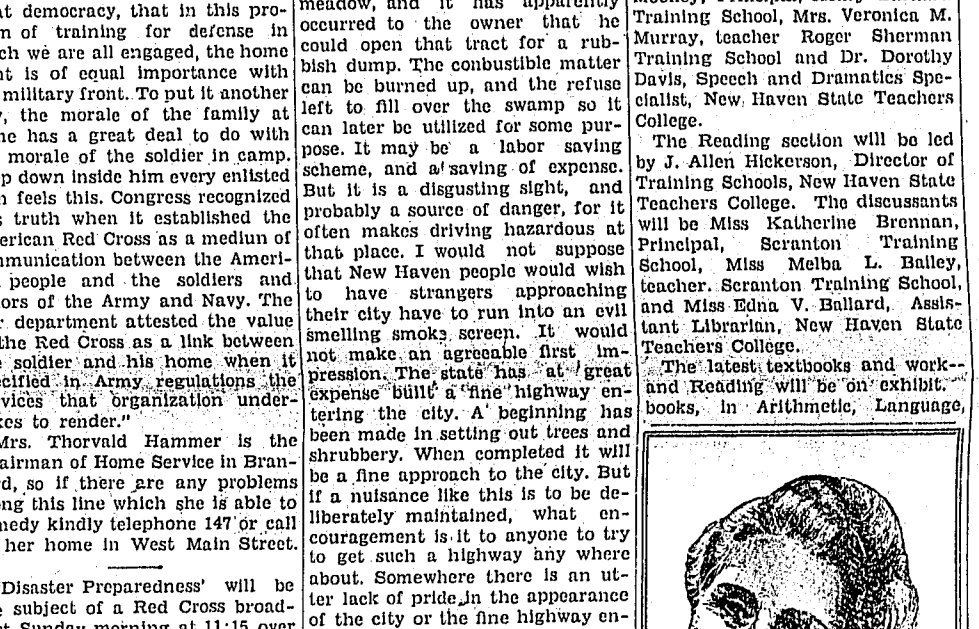 at democracy, that in this pro-
m of training for defense in
ch we are all engaged, the home
nt is of equal importance with
military front. To put it another
, the morale of the family at
me has a great deal to do with
morale of the soldier in camp.
p down inside him every enlisted
n feels this. Congress recognized
s truth when it established the
erican Red Cross as a mediun of
mmunication between the Ameri-
people and the soldiers and
ors of the Army and Navy. The
r department attested the value
the Red Cross as a link between
e soldier and his home when it
ecified in Army regulations the
vices that organization under-
kes to render."
Mrs. Thorvald Hammer is the
airman of Home Service in Bran-
rd, so if there are any problems
ong this line which she is able to
medy kindly telephone 147 or call
her home in West Main Street.
'Disaster Preparedness' will be
e subject of a Red Cross broad-
st Sunday morning at 11:15 over
meadow, and it has apparently
occurred to the owner that he
could open that tract for a rub-
bish dump. The conbustible matter
can be burned up, and the refuse
left to fill over the swamp so it
can later be utilized for some pur-
pose. It may be a labor saving
scheme, and a saving of expense.
But it is a disgusting sight, and
probably a source of danger, for it
often makes driving hazardous at
that place. I would not suppose
that New Haven people would wish
to have strangers approaching
their city have to run into an evil
smelling smoke screen. It would
not make an agreeable first im-
pression. The state has at great
expense built a fine highway en-
tering the city. A beginning has
been made in setting out trees and
shrubbery. When completed it will
be a fine approach to the city. But
if a nuisance like this is to be de-
liberately maintained, what en-
couragement is it to anyone to try
to get such a highway any where
about. Somewhere there is an ut-
ter lack of pride in the appearance
of the city or the fine highway en-
Training School, Mrs. Veronica M.
Murray, teacher Roger Sherman
Training School and Dr. Dorothy
Davis, Speech and Dramatics Spe-
cialist, New Haven State Teachers
College.
The Reading section will be led
by J. Allen Hickerson, Director of
Training Schools, New Haven State
Teachers College. The discussants
will be Miss Katherine Brennan,
Principal, Scranton Training
School, Miss Melba L. Bailey,
teacher. Scranton Training School,
and Miss Edna V. Ballard, Assis-
tant Librarian, New Haven State
Teachers College.
The latest textbooks and work--
and Reading will be on exhibit.
books, in Arithmetic, Language,